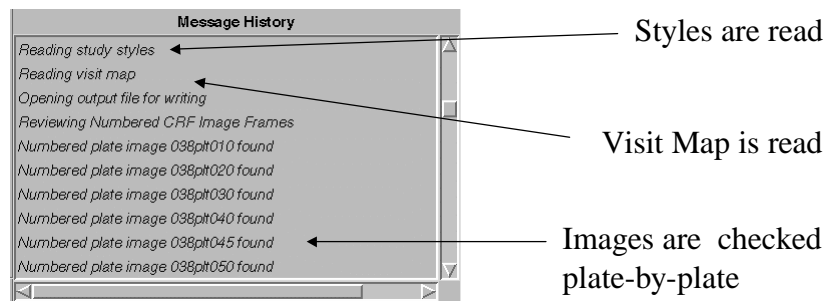 Message History
Reading study styles
Reading visit map
Opening output file for writing
Reviewing Numbered CRF Image Frames
Numbered plate image 038plt010 found
Numbered plate image 038plt020 found
Numbered plate image 038plt030 found
Numbered plate image 038plt040 found
Numbered plate image 038plt045 found
Numbered plate image 038plt050 found
Styles are read
Visit Map is read
Images are checked
plate-by-plate